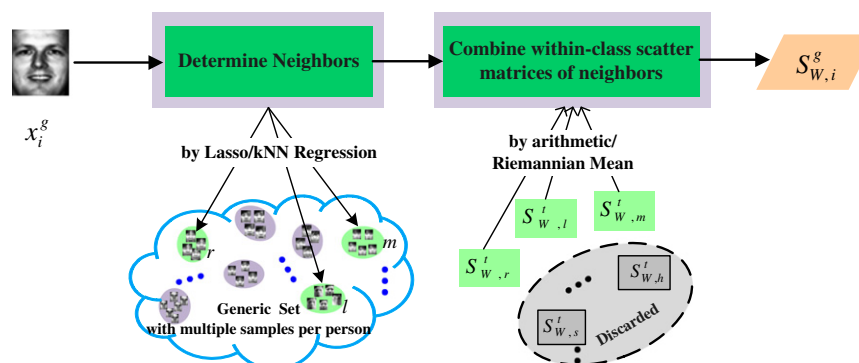 Determine Neighbors
Combine within-class scatter
matrices of neighbors
S^g_{W,i}
x_i^g
by Lasso/kNN Regression
by arithmetic/
Riemannian Mean
S^t_{W,r}
S^t_{W,l}
S^t_{W,m}
r
m
l
Generic Set
with multiple samples per person
S^t_{W,h}
S^t_{W,s}
Discarded